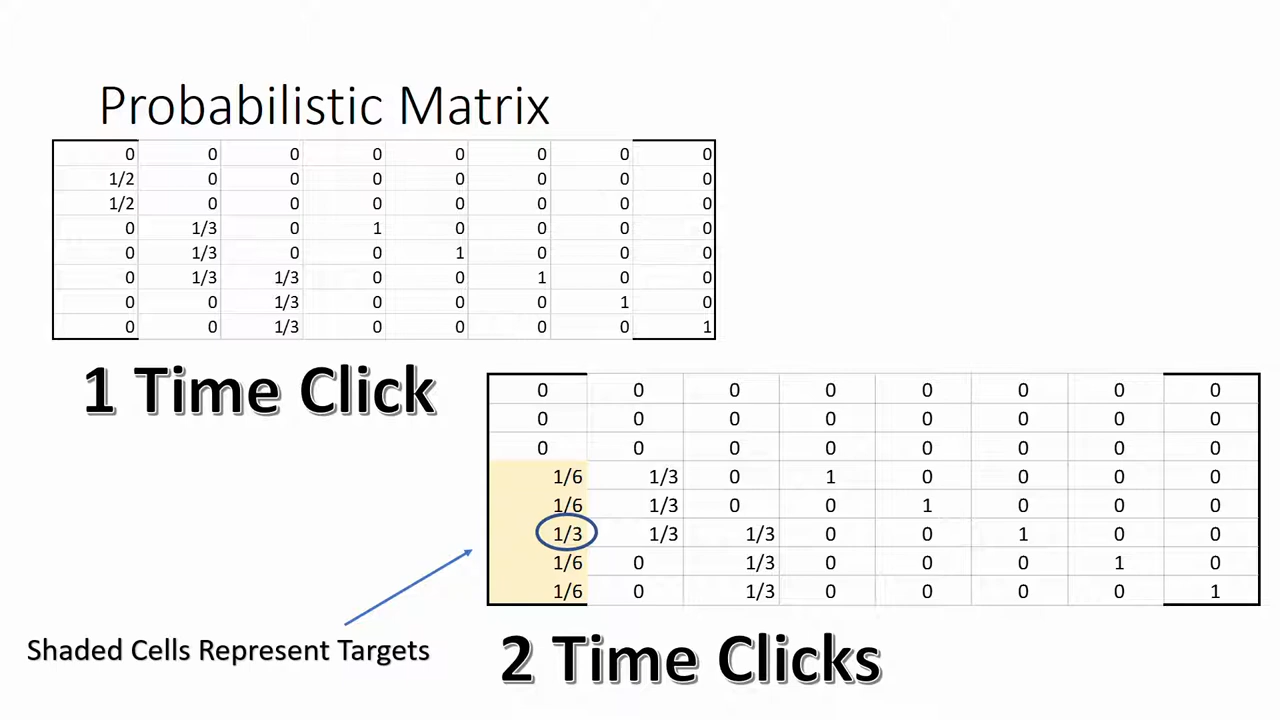 Probabilistic Matrix
0 0 0 0 0 0 0 0
1/2 0 0 0 0 0 0 0
1/2 0 0 0 0 0 0 0
0 1/3 0 1 0 0 0 0
0 1/3 0 0 1 0 0 0
0 1/3 1/3 0 0 1 0 0
0 0 1/3 0 0 0 1 0
0 0 1/3 0 0 0 0 1
1 Time Click
0 0 0 0 0 0 0 0
0 0 0 0 0 0 0 0
0 0 0 0 0 0 0 0
1/6 1/3 0 1 0 0 0 0
1/6 1/3 0 0 1 0 0 0
1/3 1/3 1/3 0 0 1 0 0
1/6 0 1/3 0 0 0 1 0
1/6 0 1/3 0 0 0 0 1
Shaded Cells Represent Targets
2 Time Clicks